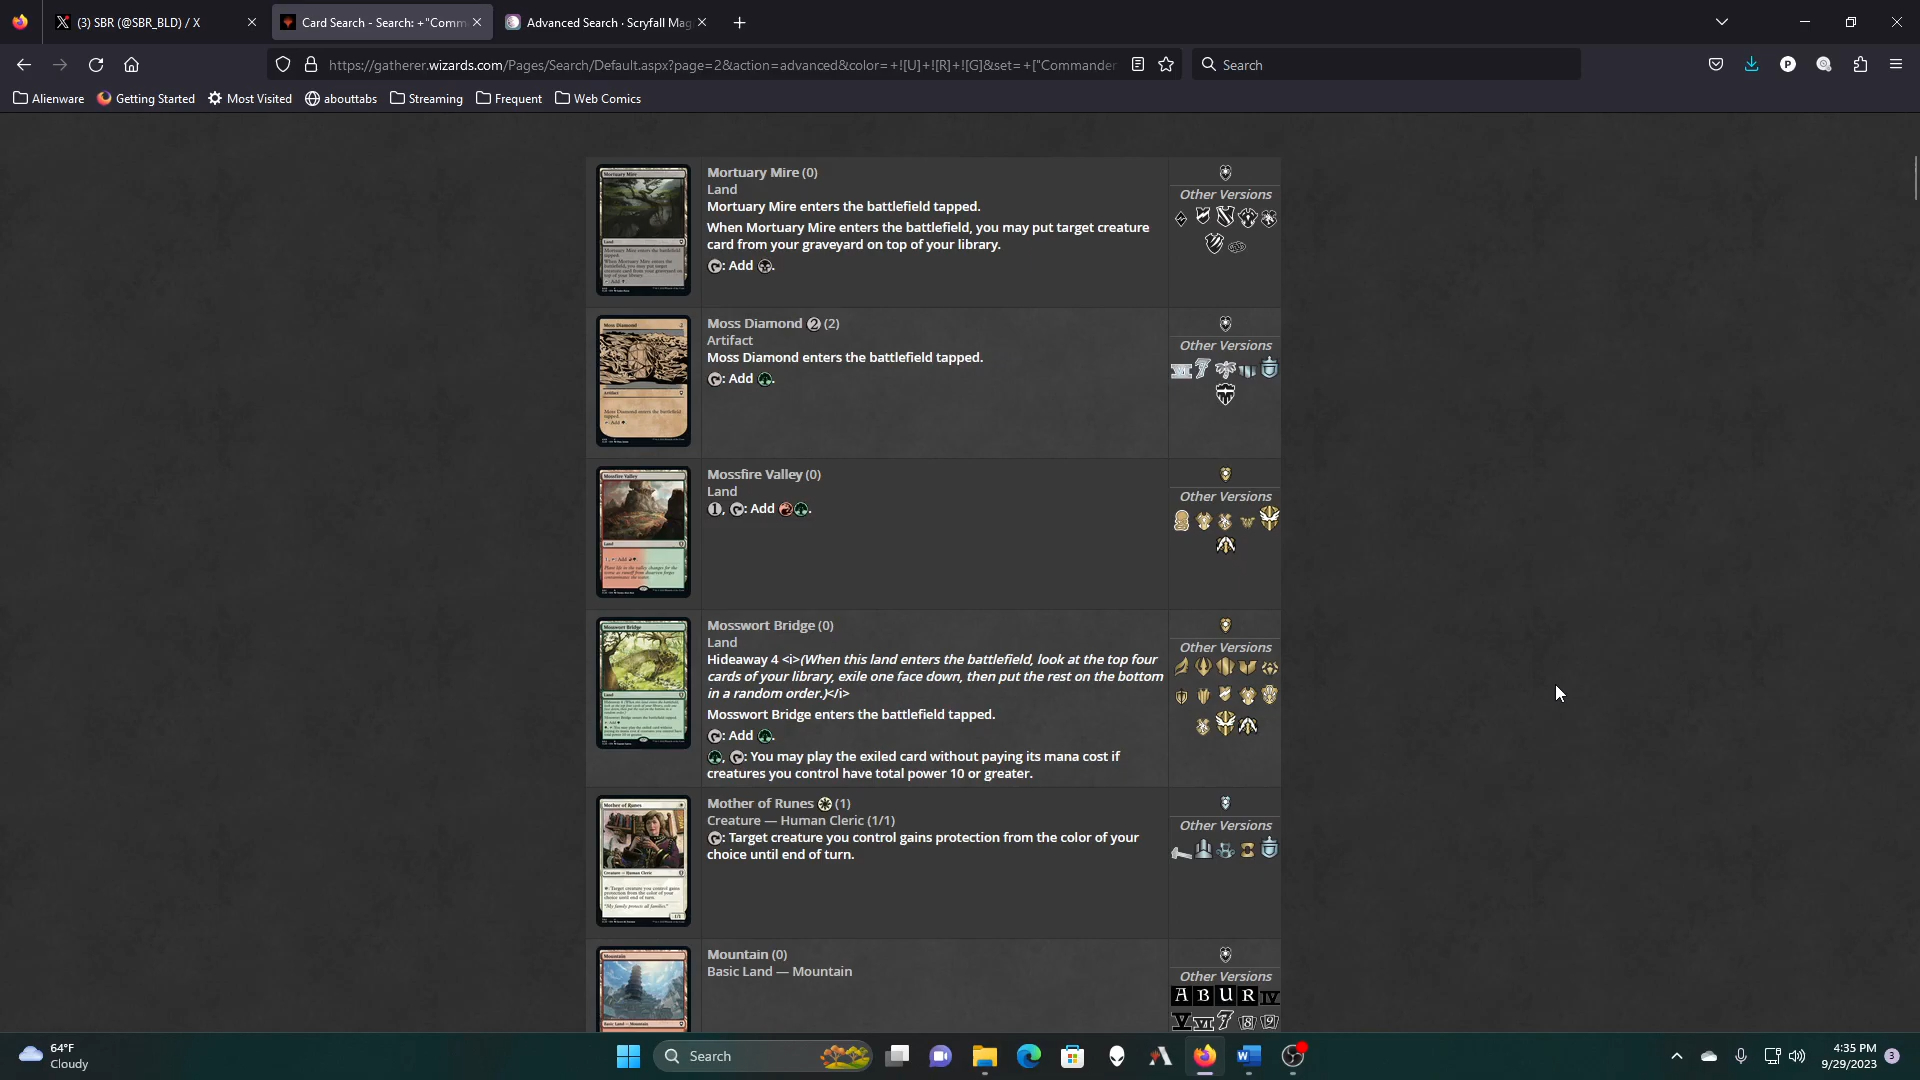 (3) SBR (@SBR_BLD) / X
Card Search - Search: +"Comm
Advanced Search · Scryfall Mag
https://gatherer.wizards.com/Pages/Search/Default.aspx?page=2&action=advanced&color=+![U]+![R]+![G]&set=+["Commander
Search
Alienware
Getting Started
Most Visited
abouttabs
Streaming
Frequent
Web Comics
Mortuary Mire (0)
Land
Mortuary Mire enters the battlefield tapped.
When Mortuary Mire enters the battlefield, you may put target creature
card from your graveyard on top of your library.
: Add .
Other Versions
Moss Diamond 2 (2)
Artifact
Moss Diamond enters the battlefield tapped.
: Add .
Other Versions
Mossfire Valley (0)
Land
1, : Add .
Other Versions
Mosswort Bridge (0)
Land
Hideaway 4 <i>(When this land enters the battlefield, look at the top four
cards of your library, exile one face down, then put the rest on the bottom
in a random order.)</i>
Mosswort Bridge enters the battlefield tapped.
: Add .
, : You may play the exiled card without paying its mana cost if
creatures you control have total power 10 or greater.
Other Versions
Mother of Runes (1)
Creature — Human Cleric (1/1)
: Target creature you control gains protection from the color of your
choice until end of turn.
Other Versions
Mountain (0)
Basic Land — Mountain
Other Versions
A B U R IV
V VI 7 8 9
64°F
Cloudy
Search
4:35 PM
9/29/2023
3